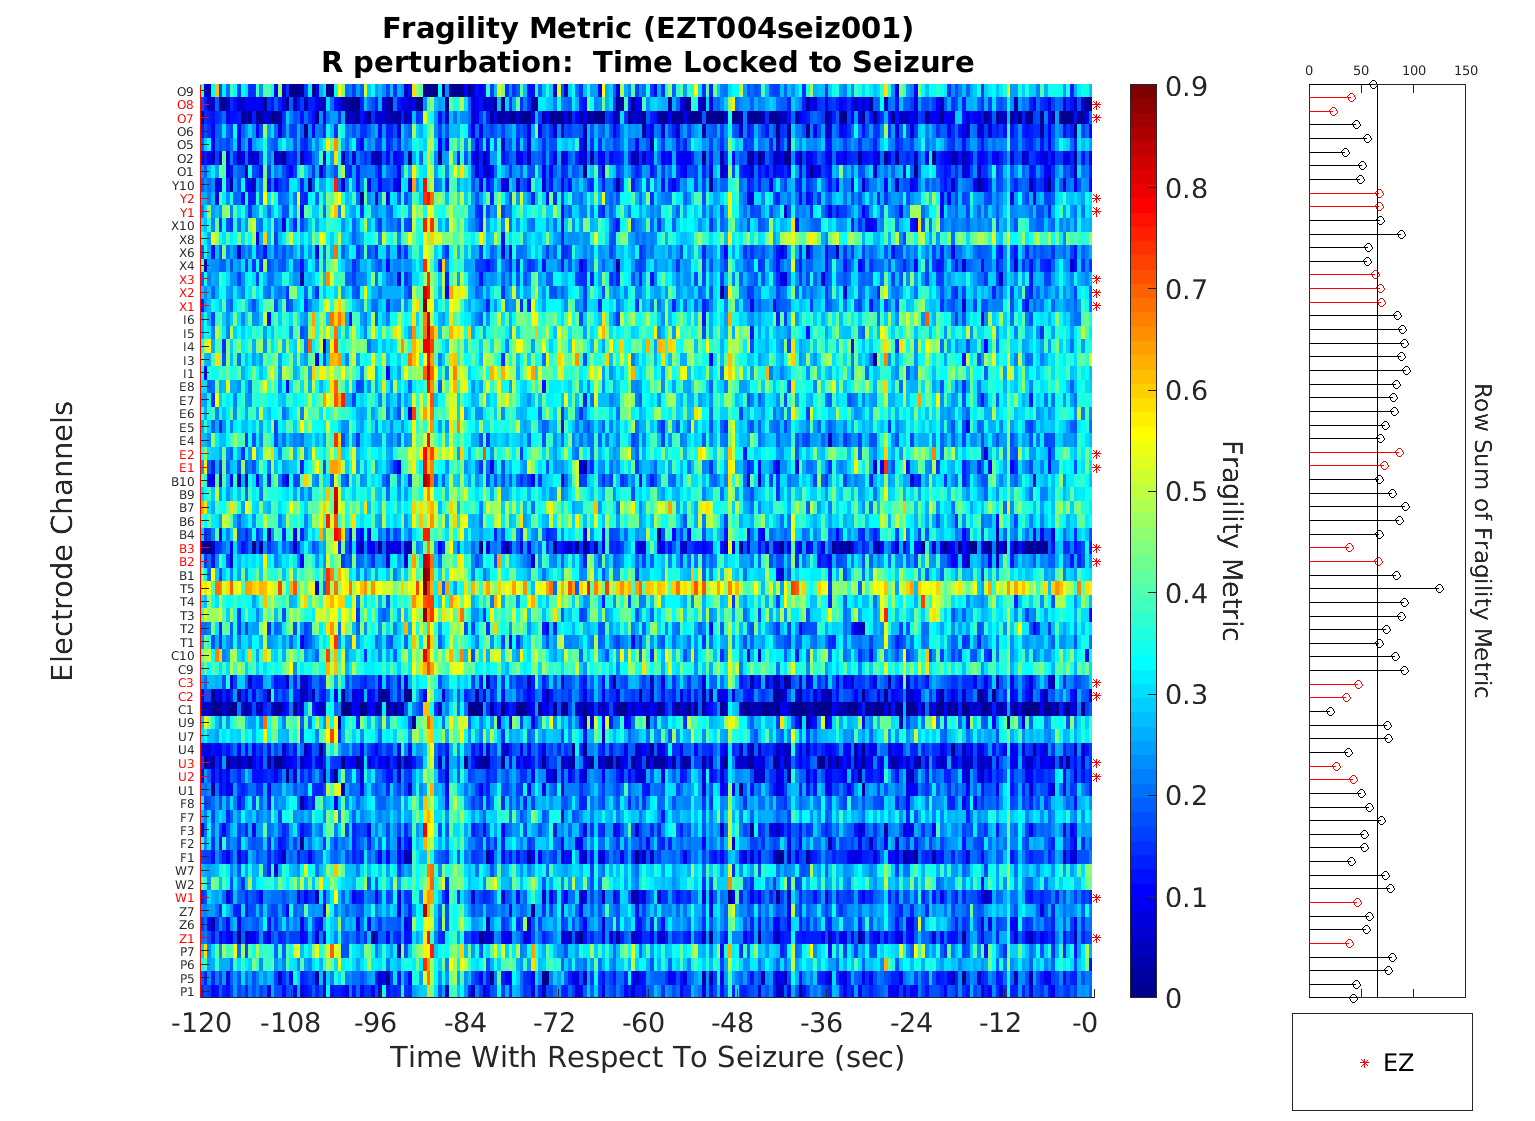 Fragility Metric (EZT004seiz001)
R perturbation:  Time Locked to Seizure
Electrode Channels
O9
O8
O7
O6
O5
O2
O1
Y10
Y2
Y1
X10
X8
X6
X4
X3
X2
X1
I6
I5
I4
I3
I1
E8
E7
E6
E5
E4
E2
E1
B10
B9
B7
B6
B4
B3
B2
B1
T5
T4
T3
T2
T1
C10
C9
C3
C2
C1
U9
U7
U4
U3
U2
U1
F8
F7
F3
F2
F1
W7
W2
W1
Z7
Z6
Z1
P7
P6
P5
P1
-120 -108 -96 -84 -72 -60 -48 -36 -24 -12 -0
Time With Respect To Seizure (sec)
0.9
0.8
0.7
0.6
0.5
0.4
0.3
0.2
0.1
0
Fragility Metric
0 50 100 150
Row Sum of Fragility Metric
EZ